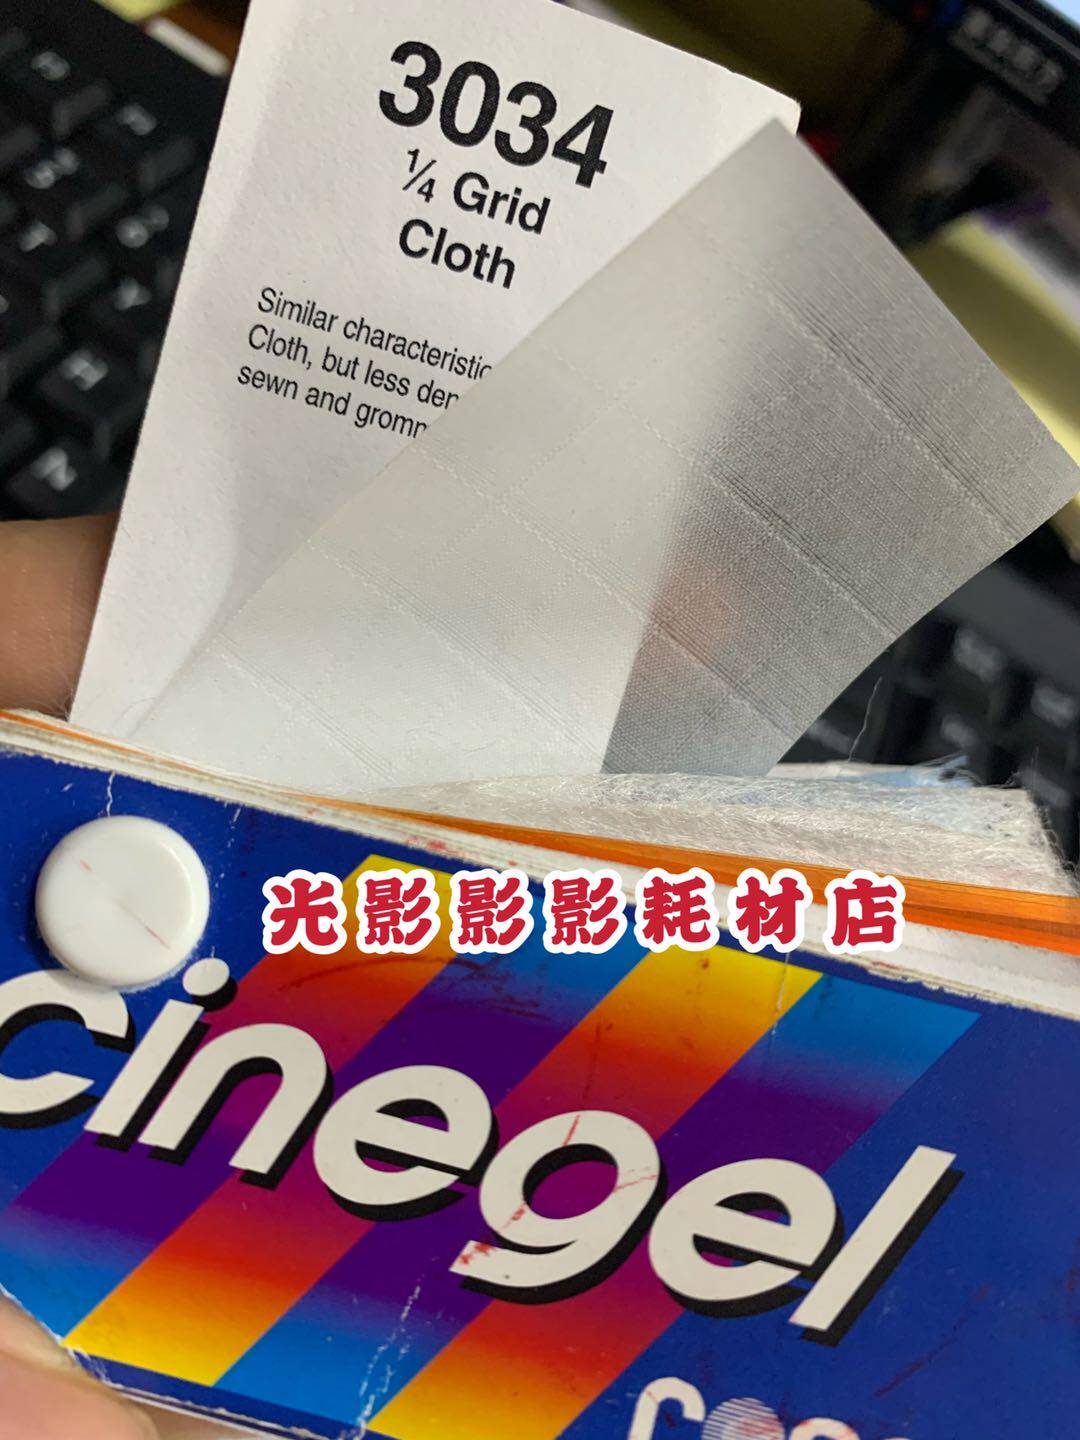 3034
¼ Grid
Cloth
Similar characteristic
Cloth, but less den
sewn and gromm
光影影影耗材店
cinegel